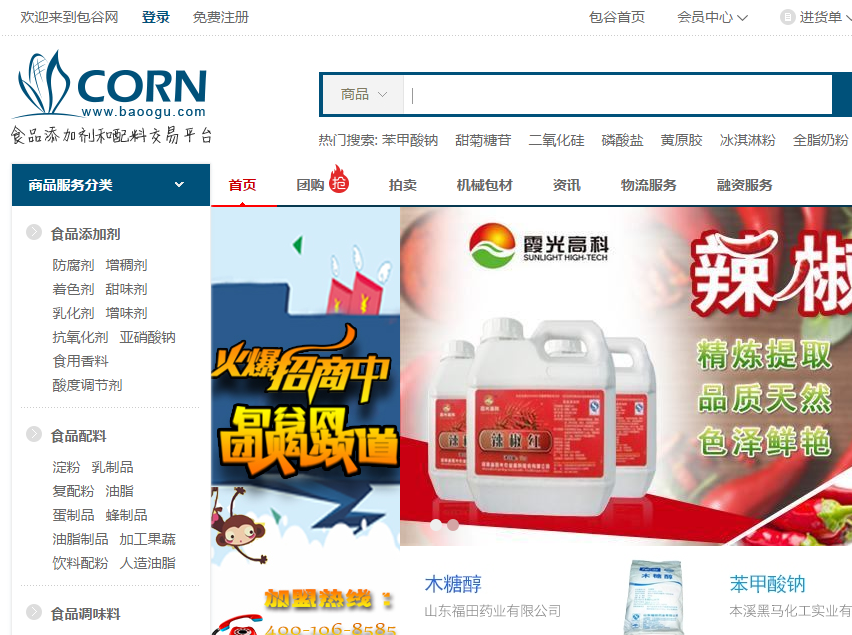 欢迎来到包谷网 登录 免费注册 包谷首页 会员中心 进货单
CORN
www.baogu.com
食品添加剂和配料交易平台
商品
热门搜索: 苯甲酸钠 甜菊糖苷 二氧化硅 磷酸盐 黄原胶 冰淇淋粉 全脂奶粉
商品服务分类 首页 团购 抢 拍卖 机械包材 资讯 物流服务 融资服务
食品添加剂
防腐剂 增稠剂
着色剂 甜味剂
乳化剂 增味剂
抗氧化剂 亚硝酸钠
食用香料
酸度调节剂
食品配料
淀粉 乳制品
复配粉 油脂
蛋制品 蜂制品
油脂制品 加工果蔬
饮料配粉 人造油脂
食品调味料
火爆招商中
包谷网
团购频道
加盟热线：
400-106-8585
霞光高科
SUNLIGHT HIGH-TECH
辣椒
精炼提取
品质天然
色泽鲜艳
霞光高科
辣椒红
木糖醇
山东福田药业有限公司
木糖醇
苯甲酸钠
本溪黑马化工实业有